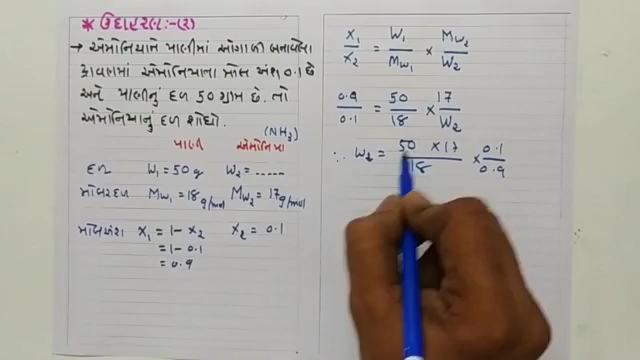 * ઉદાહરણ:-(૩)
→ એમોનિયાને પાણીમાં ઓગાળી બનાવેલા
દ્રાવણમાં એમોનિયાના મોલ અંશ 0.1 છે
અને પાણીનું દળ 50 ગ્રામ છે. તો
એમોનિયાનું દળ શોધો.
(NH3)
પાણી એમોનિયા
દળ W1 = 50 g W2 = -----
મોલરદળ MW1 = 18 g/mol MW2 = 17 g/mol
મોલઅંશ X1 = 1 - X2 X2 = 0.1
= 1 - 0.1
= 0.9
X1/X2 = W1/MW1 × MW2/W2
0.9/0.1 = 50/18 × 17/W2
∴ W2 = 50 × 17/18 × 0.1/0.9